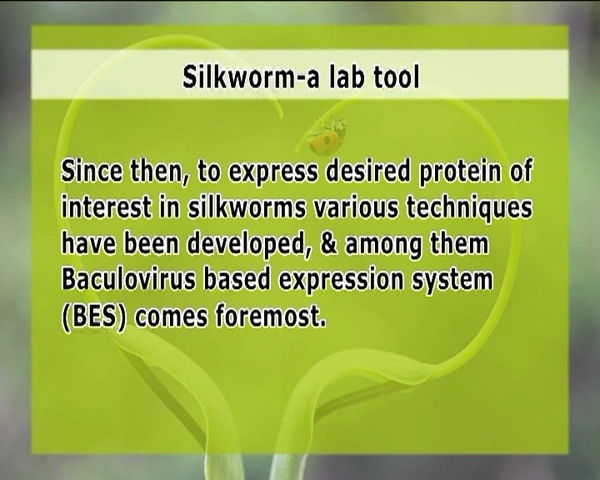 Silkworm-a lab tool
Since then, to express desired protein of
interest in silkworms various techniques
have been developed, & among them
Baculovirus based expression system
(BES) comes foremost.